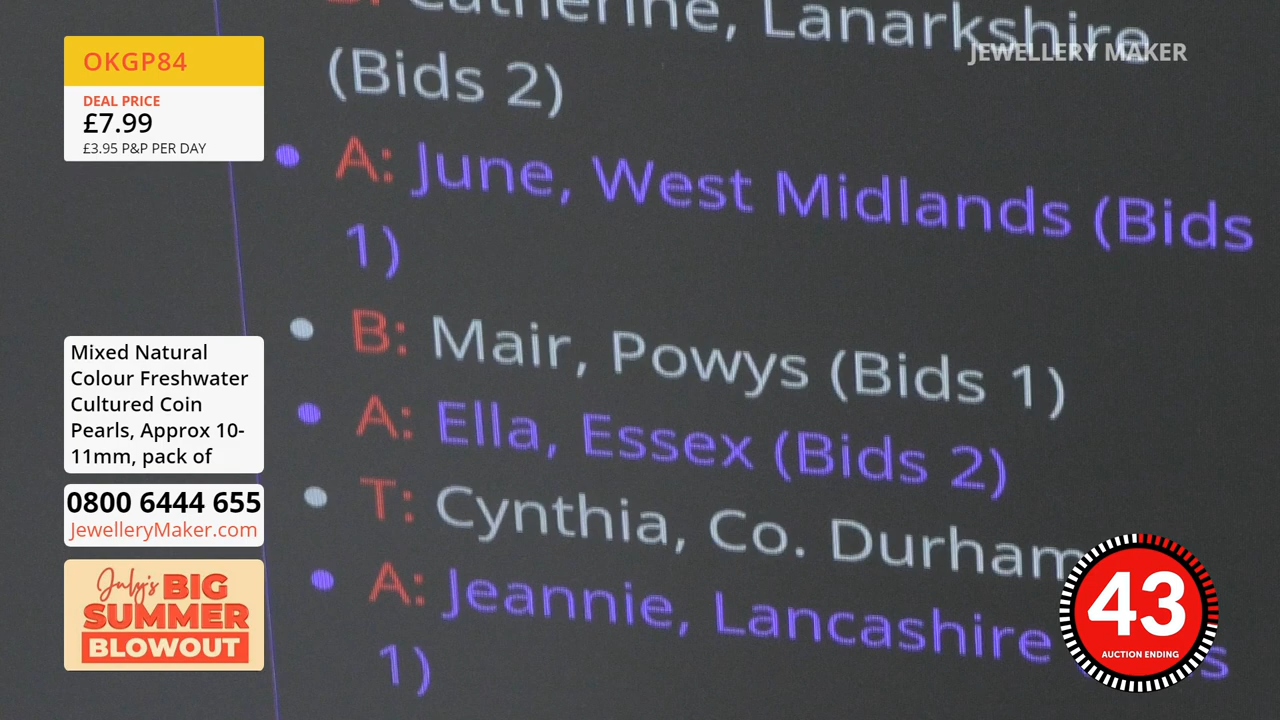 OKGP84
DEAL PRICE
£7.99
£3.95 P&P PER DAY
Mixed Natural
Colour Freshwater
Cultured Coin
Pearls, Approx 10-
11mm, pack of
0800 6444 655
JewelleryMaker.com
July's BIG
SUMMER
BLOWOUT
JEWELLERY MAKER
Catherine, Lanarkshire
(Bids 2)
A: June, West Midlands (Bids
1)
B: Mair, Powys (Bids 1)
A: Ella, Essex (Bids 2)
T: Cynthia, Co. Durham
A: Jeannie, Lancashire
1)
43
AUCTION ENDING